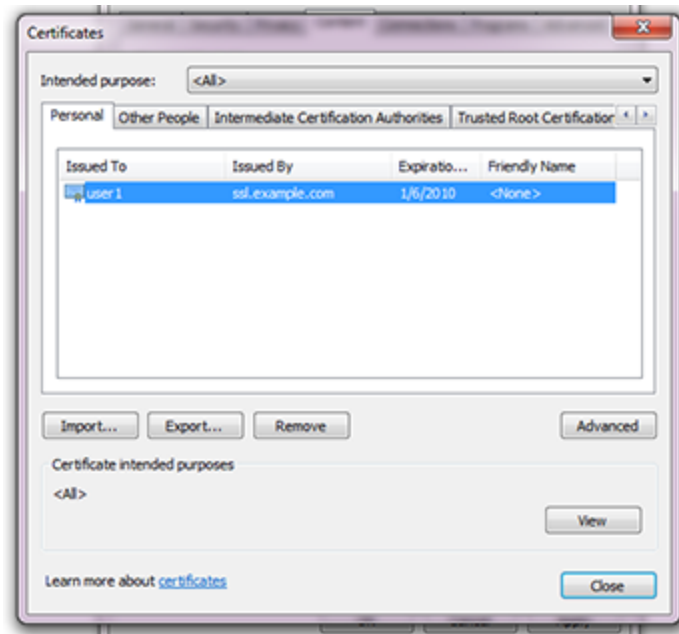 Certificates
Intended purpose: <All>
Personal Other People Intermediate Certification Authorities Trusted Root Certification
Issued To Issued By Expiratio... Friendly Name
user1 ssl.example.com 1/6/2010 <None>
Import... Export... Remove Advanced
Certificate intended purposes
<All>
View
Learn more about certificates
Close